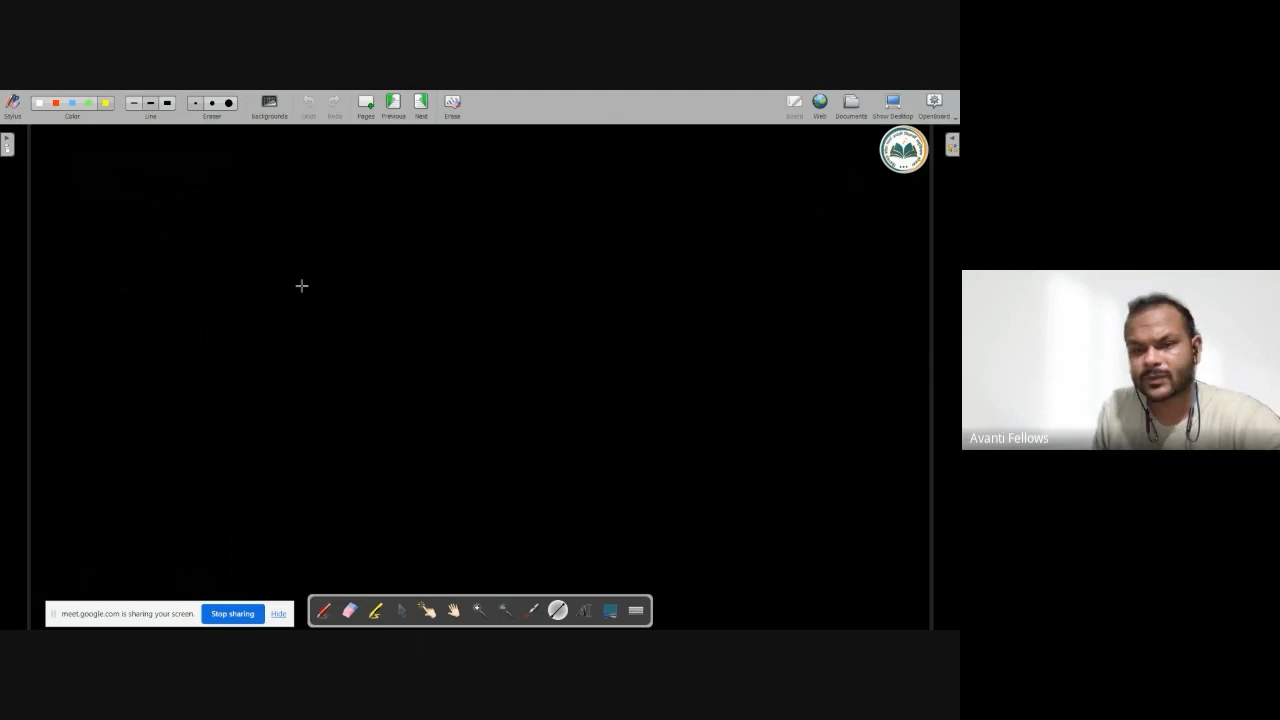 Stylus
Color
Line
Eraser
Backgrounds
Undo
Redo
Pages
Previous
Next
Erase
Board
Web
Documents
Show Desktop
OpenBoard
Avanti Fellows
meet.google.com is sharing your screen.
Stop sharing
Hide